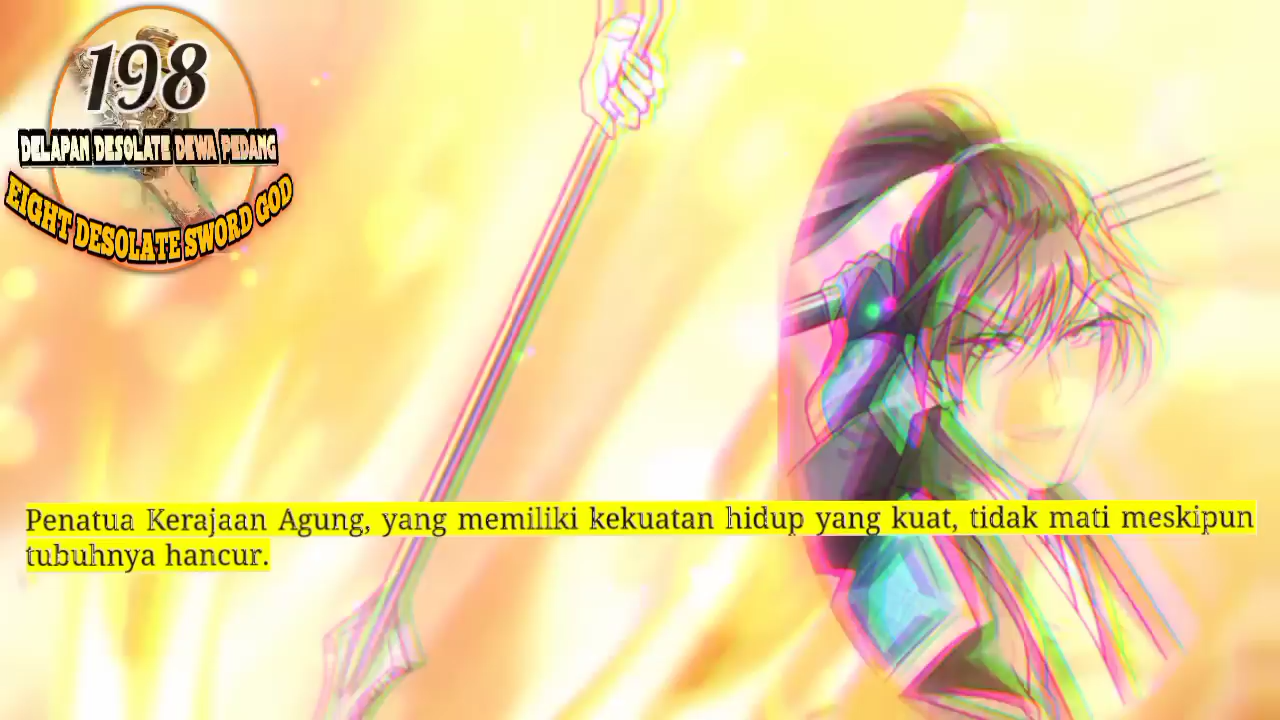 198
DELAPAN DESOLATE DEWA PEDANG
EIGHT DESOLATE SWORD GOD
Penatua Kerajaan Agung, yang memiliki kekuatan hidup yang kuat, tidak mati meskipun
tubuhnya hancur.